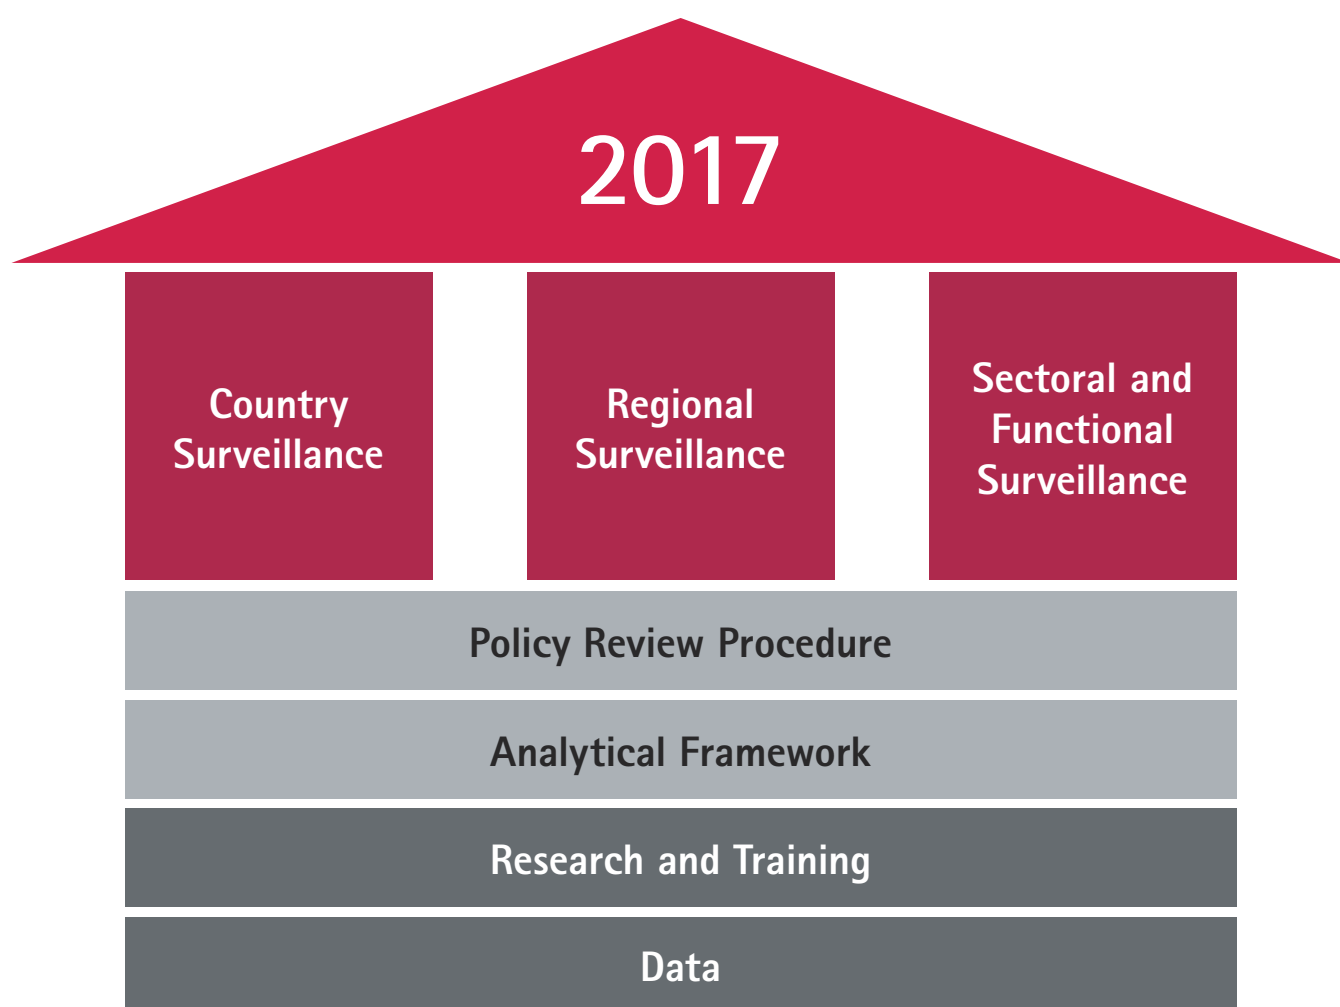 2017
Country
Surveillance
Regional
Surveillance
Sectoral and
Functional
Surveillance
Policy Review Procedure
Analytical Framework
Research and Training
Data